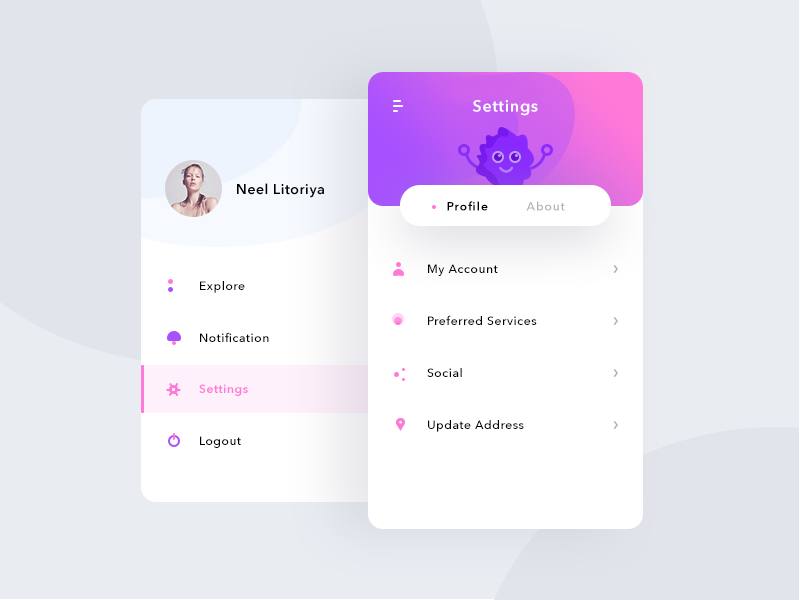 Neel Litoriya
Explore
Notification
Settings
Logout
Settings
Profile
About
My Account
Preferred Services
Social
Update Address